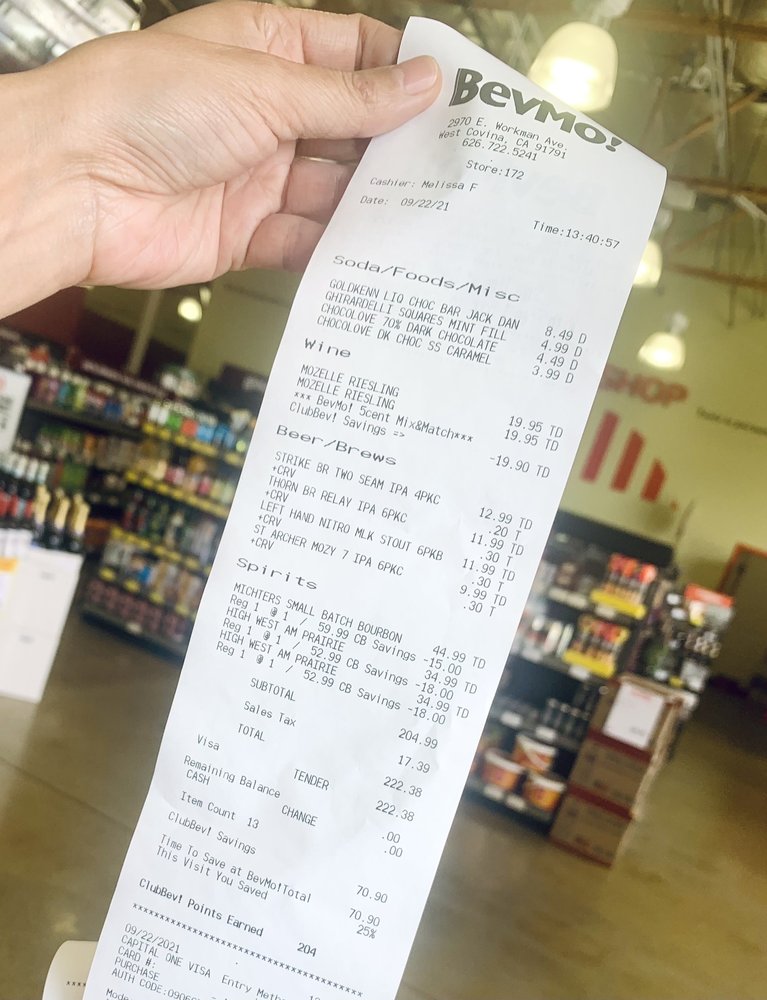 BevMo!
2970 E. Workman Ave.
West Covina, CA 91791
626.722.5241
Store:172
Cashier: Melissa F
Date: 09/22/21 Time:13:40:57
Soda/Foods/Misc
GOLDKENN LIQ CHOC BAR JACK DAN 8.49 D
GHIRARDELLI SQUARES MINT FILL 4.99 D
CHOCOLOVE 70% DARK CHOCOLATE 4.49 D
CHOCOLOVE DK CHOC SS CARAMEL 3.99 D
Wine
MOZELLE RIESLING 19.95 TD
MOZELLE RIESLING 19.95 TD
*** BevMo! 5cent Mix&Match***
ClubBev! Savings => -19.90 TD
Beer/Brews
STRIKE BR TWO SEAM IPA 4PKC 12.99 TD
+CRV .20 T
THORN BR RELAY IPA 6PKC 11.99 TD
+CRV .30 T
LEFT HAND NITRO MLK STOUT 6PKB 11.99 TD
+CRV .30 T
ST ARCHER MOZY 7 IPA 6PKC 9.99 TD
+CRV .30 T
Spirits
MICHTERS SMALL BATCH BOURBON 44.99 TD
Reg 1 @ 1 / 59.99 CB Savings -15.00
HIGH WEST AM PRAIRIE 34.99 TD
Reg 1 @ 1 / 52.99 CB Savings -18.00
HIGH WEST AM PRAIRIE 34.99 TD
Reg 1 @ 1 / 52.99 CB Savings -18.00
SUBTOTAL 204.99
Sales Tax 17.39
TOTAL 222.38
Visa TENDER 222.38
Remaining Balance .00
CASH CHANGE .00
Item Count 13
ClubBev! Savings 70.90
Time To Save at BevMo!Total 70.90
This Visit You Saved 25%
ClubBev! Points Earned 204
************************************
09/22/2021
CAPITAL ONE VISA Entry Meth
CARD #:
PURCHASE
AUTH CODE:0906
Mode
SHOP